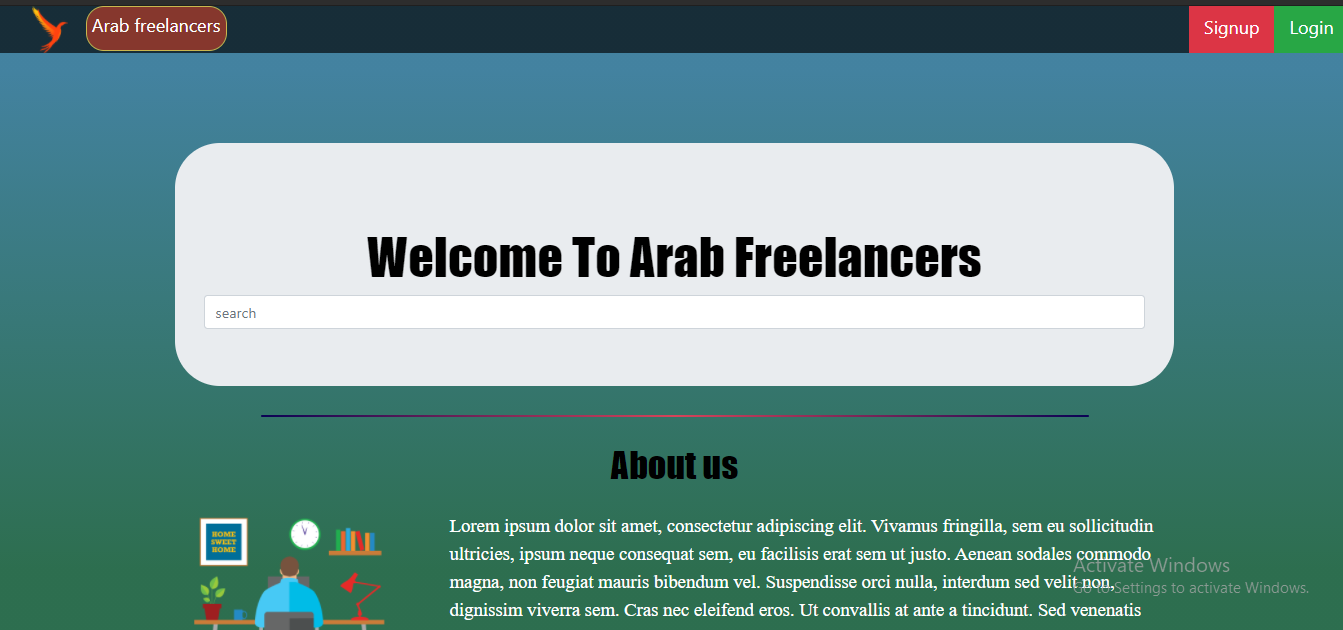 Arab freelancers
Signup
Login
Welcome To Arab Freelancers
search
About us
HOME
SWEET
HOME
Lorem ipsum dolor sit amet, consectetur adipiscing elit. Vivamus fringilla, sem eu sollicitudin
ultricies, ipsum neque consequat sem, eu facilisis erat sem ut justo. Aenean sodales commodo
magna, non feugiat mauris bibendum vel. Suspendisse orci nulla, interdum sed velit non,
dignissim viverra sem. Cras nec eleifend eros. Ut convallis at ante a tincidunt. Sed venenatis
Activate Windows
Go to Settings to activate Windows.